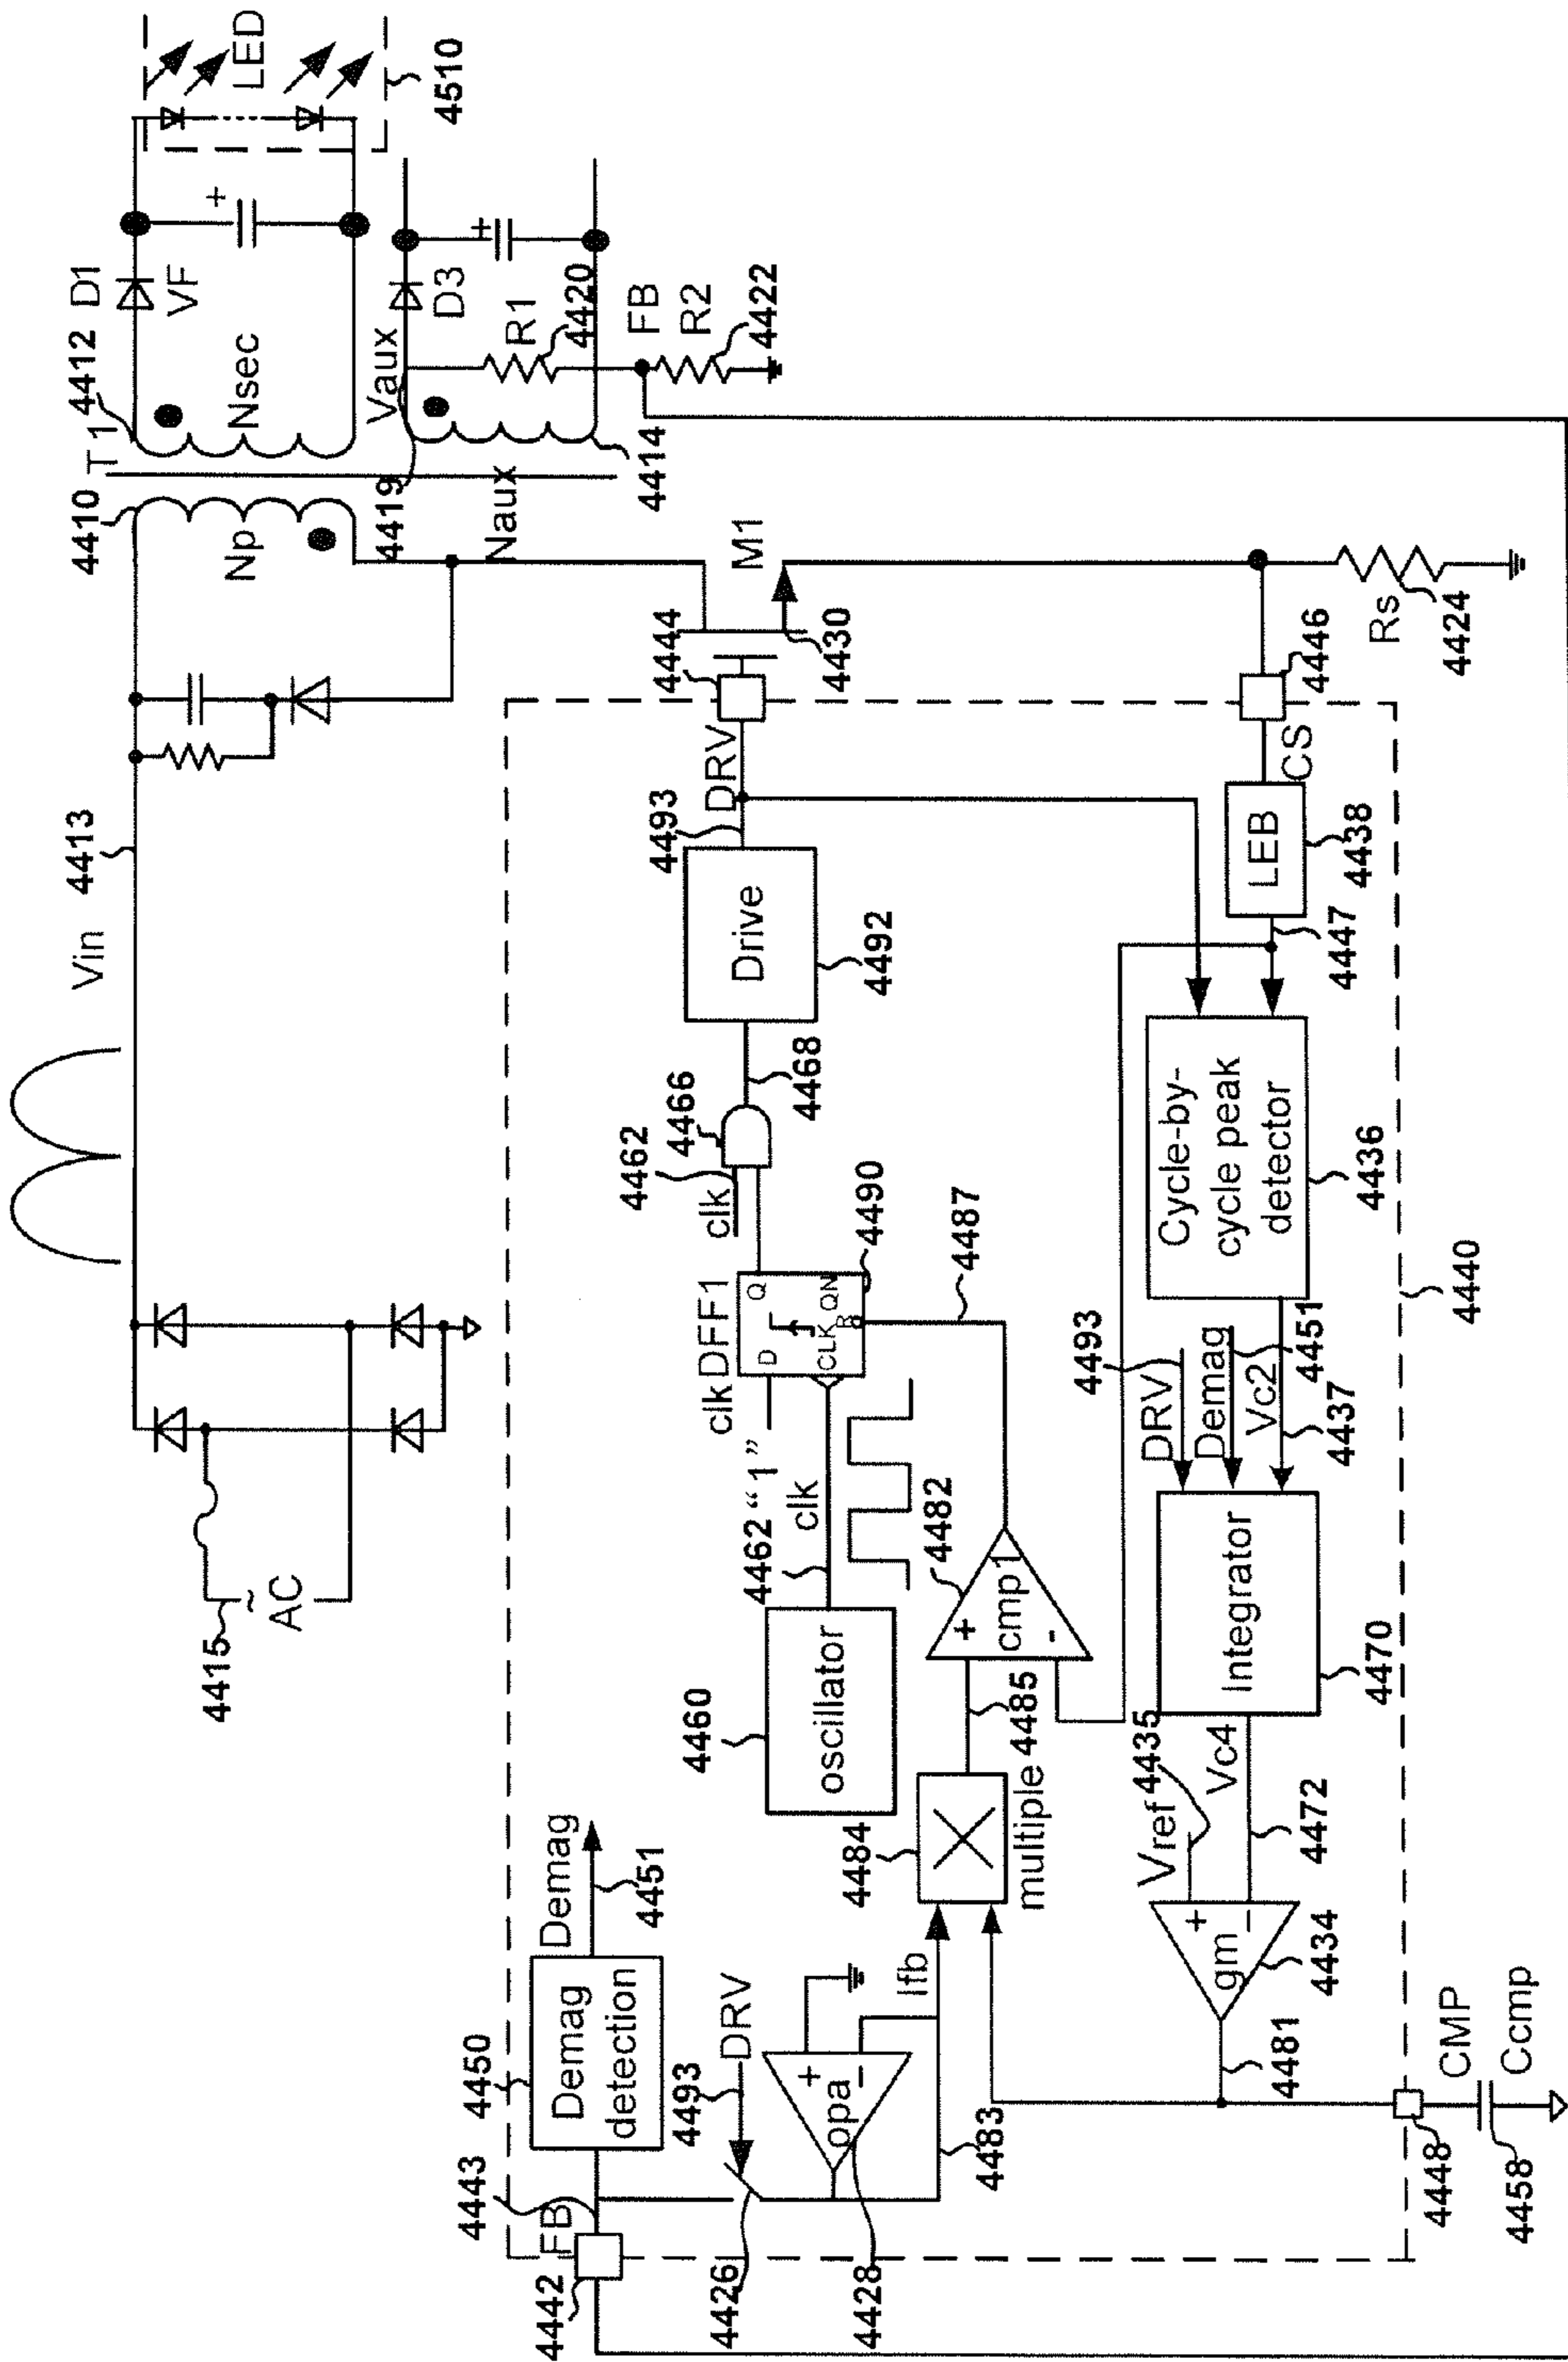 AC
4415
Vin
4413
4410
T1
4412
D1
VF
Np
Nsec
+
LED
4510
4419
Vaux
D3
+
R1
4420
Naux
4414
FB
R2
4422
M1
4430
4444
Rs
4424
4446
4450
Demag
detection
Demag
4451
4443
FB
4442
4426
4493
DRV
+
-
opa
4428
Ifb
4483
4484
multiple
4485
4460
oscillator
4462
clk
"1"
clk
DFF1
D
Q
CLK
R
QN
4490
4487
clk
4462
4466
4468
Drive
4492
4493
DRV
4482
+
-
cmp1
CS
LEB
4438
4447
Cycle-by-
cycle peak
detector
4436
DRV
4493
Demag
4451
Vc2
4437
Integrator
4470
Vref
4435
Vc4
4472
+
-
gm
4434
4481
4440
4448
CMP
Ccmp
4458